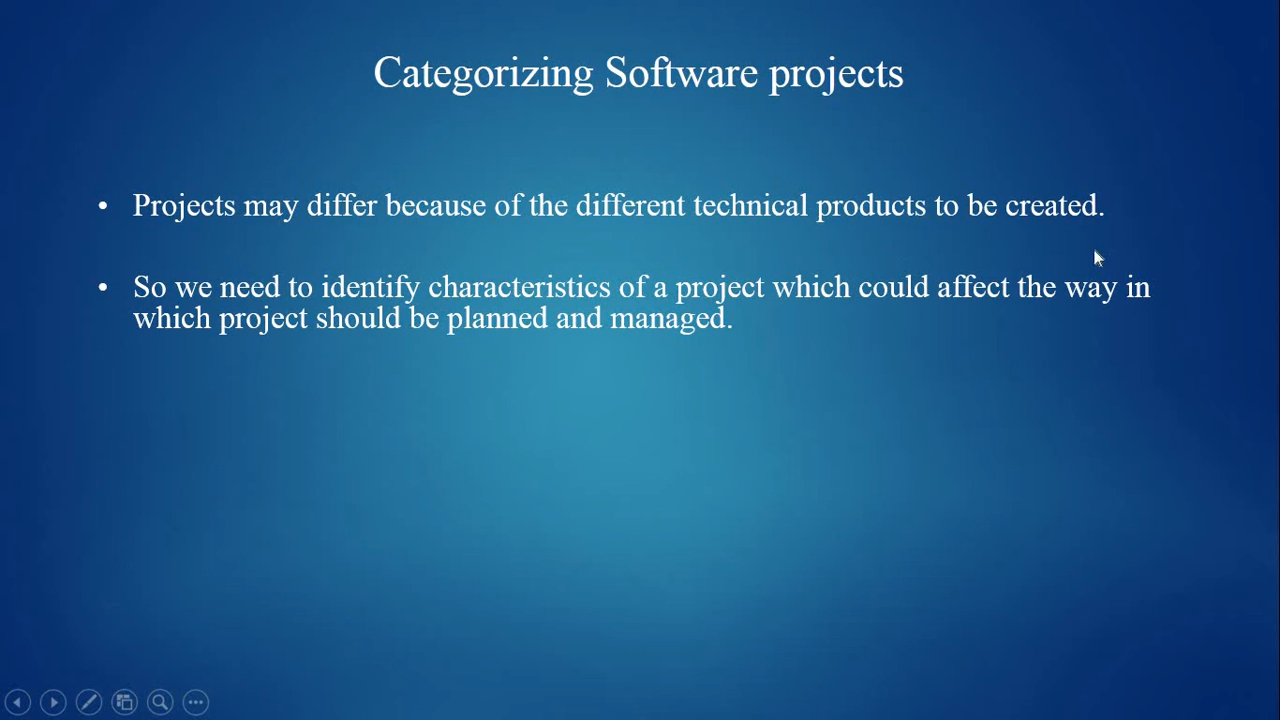 Categorizing Software projects
• Projects may differ because of the different technical products to be created.
• So we need to identify characteristics of a project which could affect the way in
which project should be planned and managed.